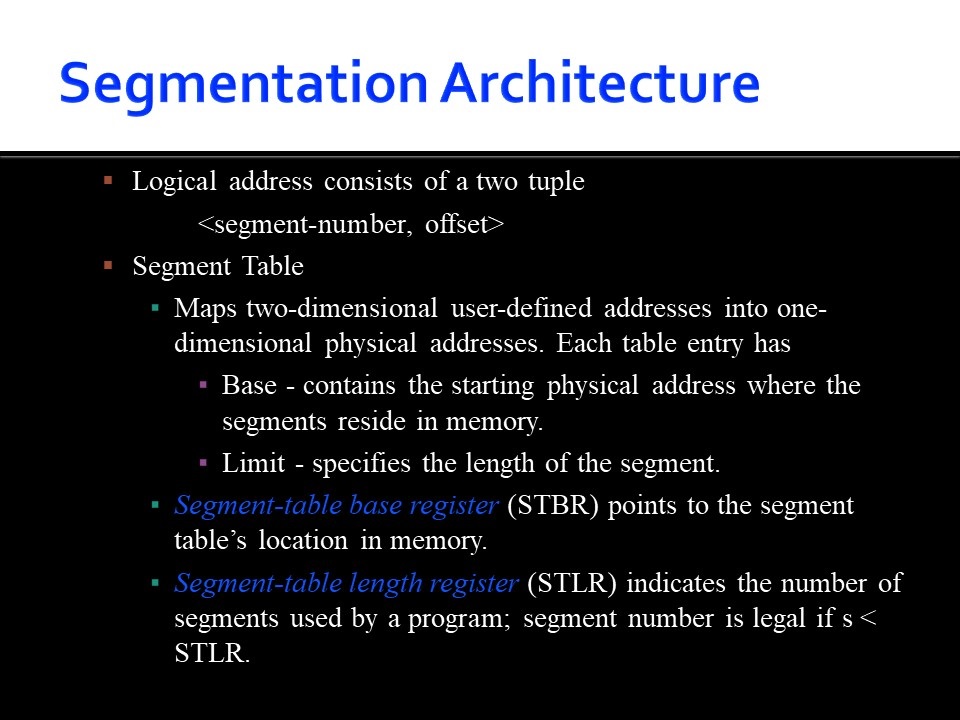 Segmentation Architecture
▪ Logical address consists of a two tuple
<segment-number, offset>
▪ Segment Table
▪ Maps two-dimensional user-defined addresses into one-
dimensional physical addresses. Each table entry has
▪ Base - contains the starting physical address where the
segments reside in memory.
▪ Limit - specifies the length of the segment.
▪ Segment-table base register (STBR) points to the segment
table’s location in memory.
▪ Segment-table length register (STLR) indicates the number of
segments used by a program; segment number is legal if s <
STLR.